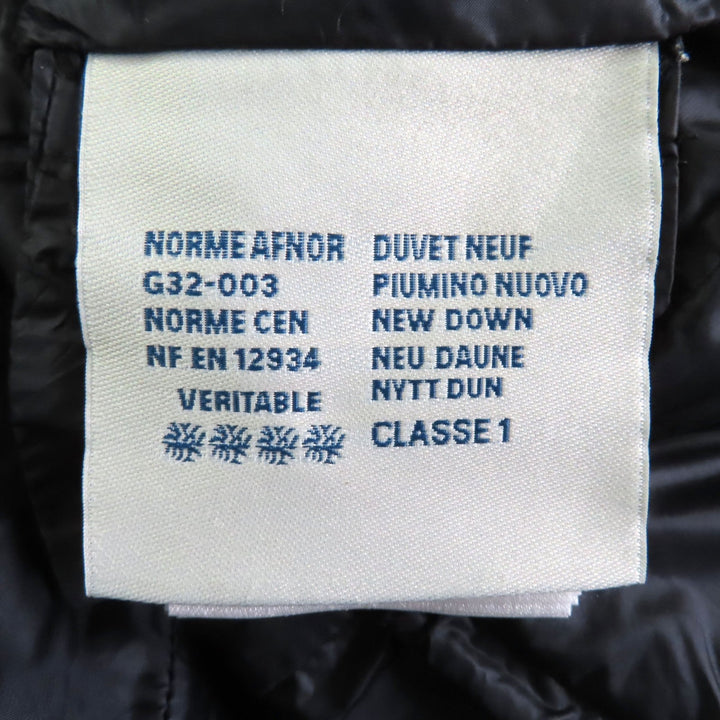 NORME AFNOR
G32-003
NORME CEN
NF EN 12934
VERITABLE
DUVET NEUF
PIUMINO NUOVO
NEW DOWN
NEU DAUNE
NYTT DUN
CLASSE 1